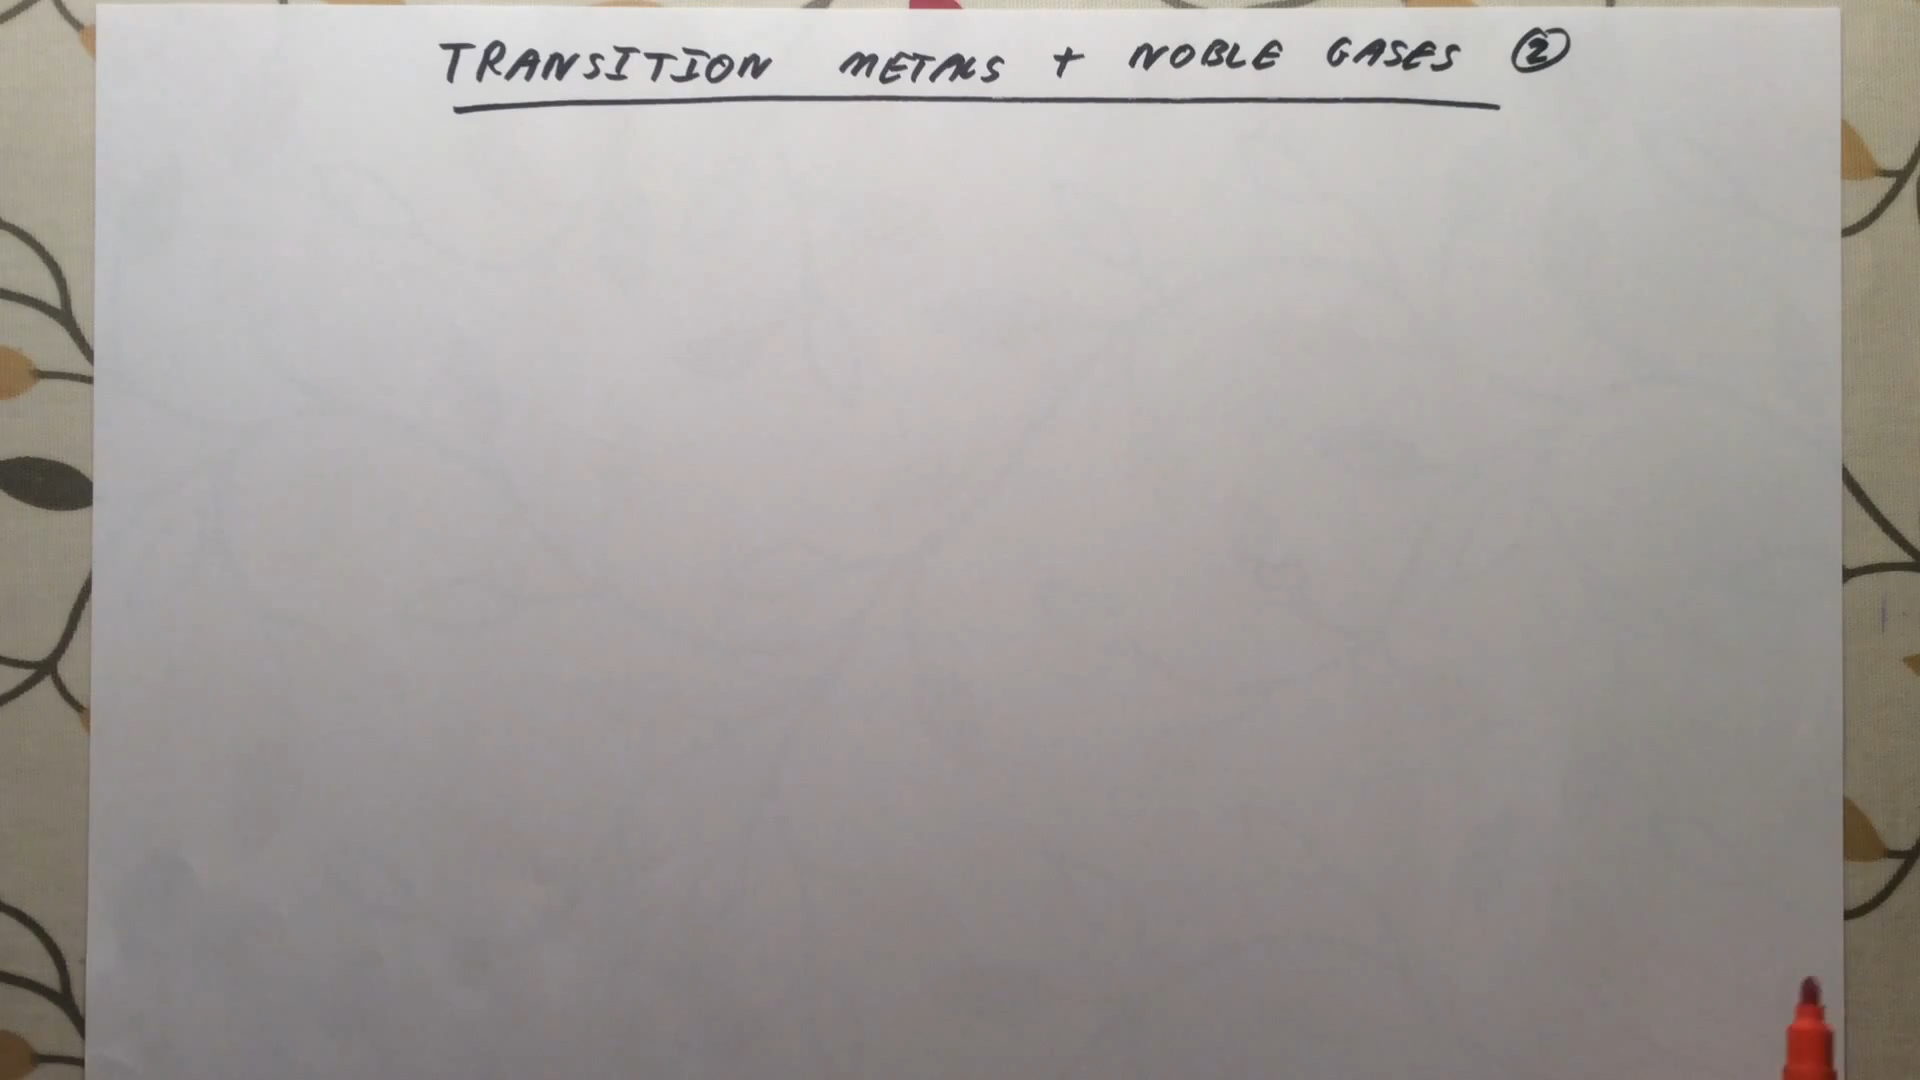 TRANSITION METALS + NOBLE GASES ②